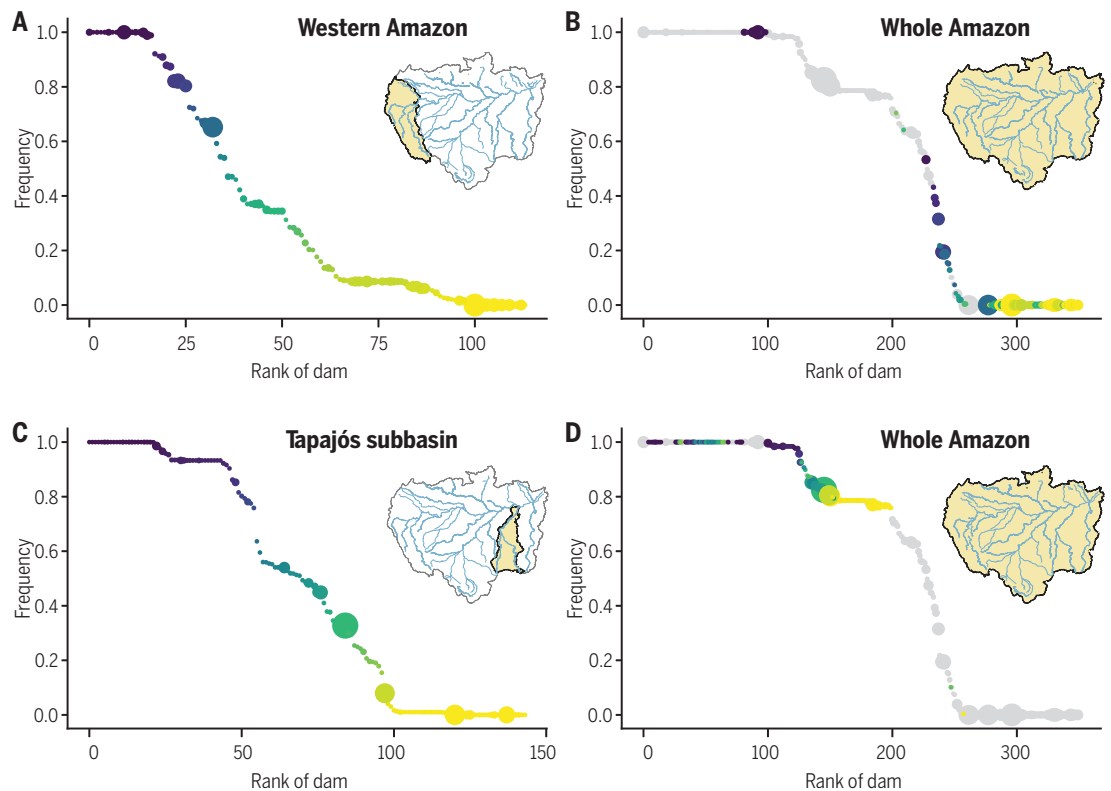 A
Western Amazon
1.0
0.8
0.6
0.4
0.2
0.0
Frequency
0 25 50 75 100
Rank of dam
B
Whole Amazon
1.0
0.8
0.6
0.4
0.2
0.0
Frequency
0 100 200 300
Rank of dam
C
Tapajós subbasin
1.0
0.8
0.6
0.4
0.2
0.0
Frequency
0 50 100 150
Rank of dam
D
Whole Amazon
1.0
0.8
0.6
0.4
0.2
0.0
Frequency
0 100 200 300
Rank of dam